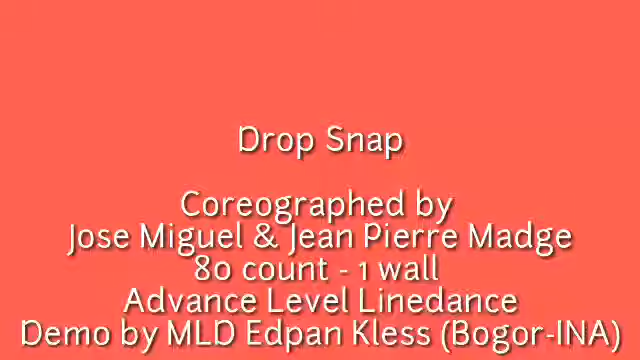 Drop Snap
Coreographed by
Jose Miguel & Jean Pierre Madge
80 count - 1 wall
Advance Level Linedance
Demo by MLD Edpan Kless (Bogor-INA)